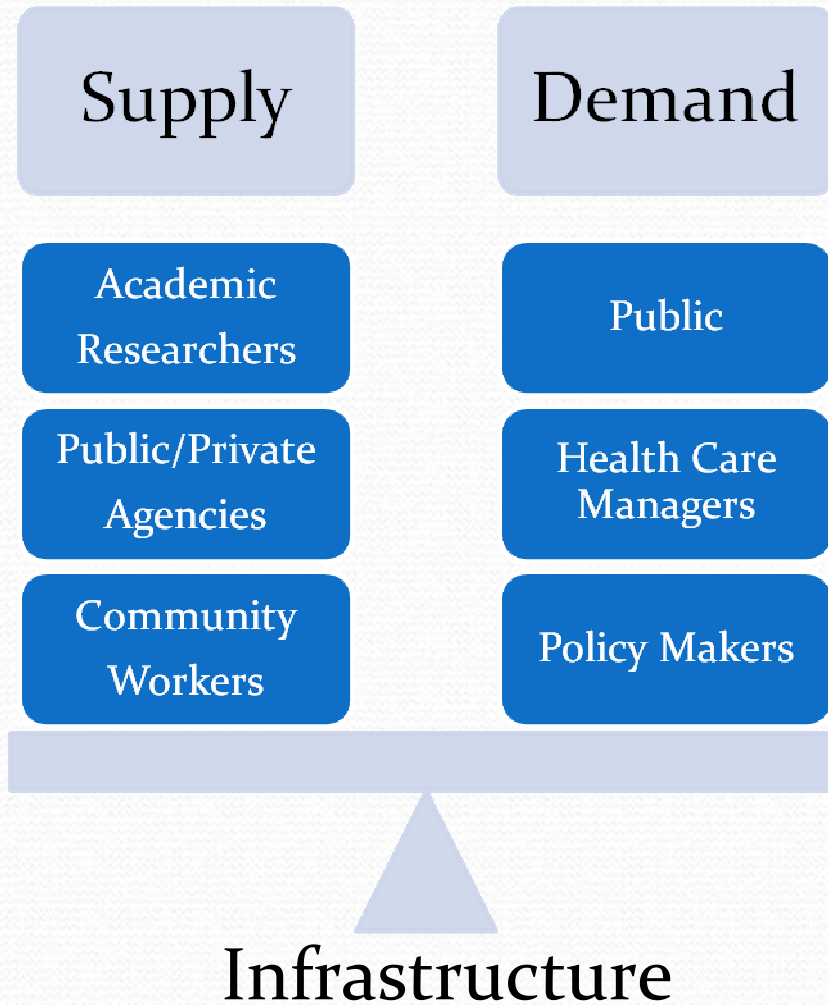 Supply
Demand
Academic
Researchers
Public/Private
Agencies
Community
Workers
Public
Health Care
Managers
Policy Makers
Infrastructure